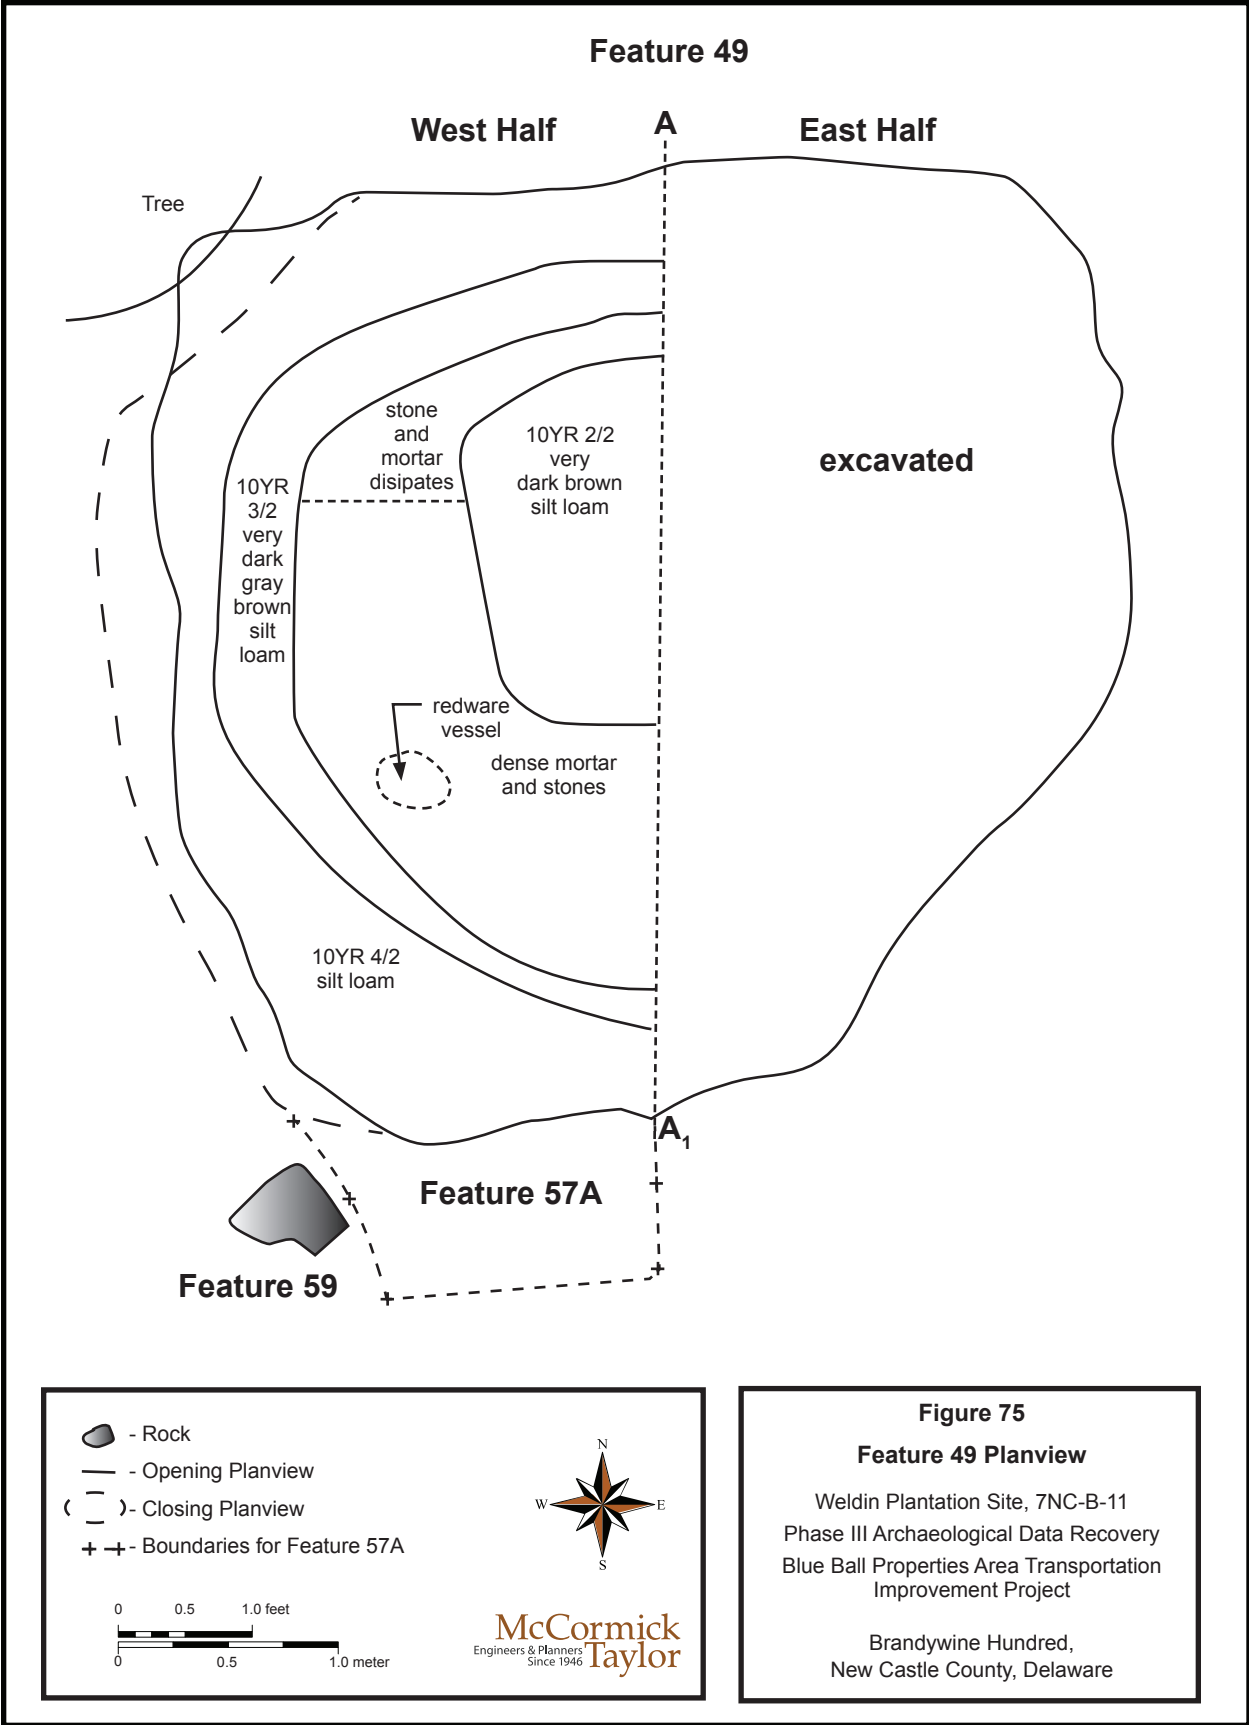 Feature 49
West Half
A
East Half
Tree
stone
and
mortar
disipates
10YR 2/2
very
dark brown
silt loam
excavated
10YR
3/2
very
dark
gray
brown
silt
loam
redware
vessel
dense mortar
and stones
10YR 4/2
silt loam
A1
Feature 57A
Feature 59
- Rock
- Opening Planview
- Closing Planview
- Boundaries for Feature 57A
N
W
E
S
0 0.5 1.0 feet
0 0.5 1.0 meter
McCormick
Engineers & Planners
Since 1946
Taylor
Figure 75
Feature 49 Planview
Weldin Plantation Site, 7NC-B-11
Phase III Archaeological Data Recovery
Blue Ball Properties Area Transportation
Improvement Project
Brandywine Hundred,
New Castle County, Delaware